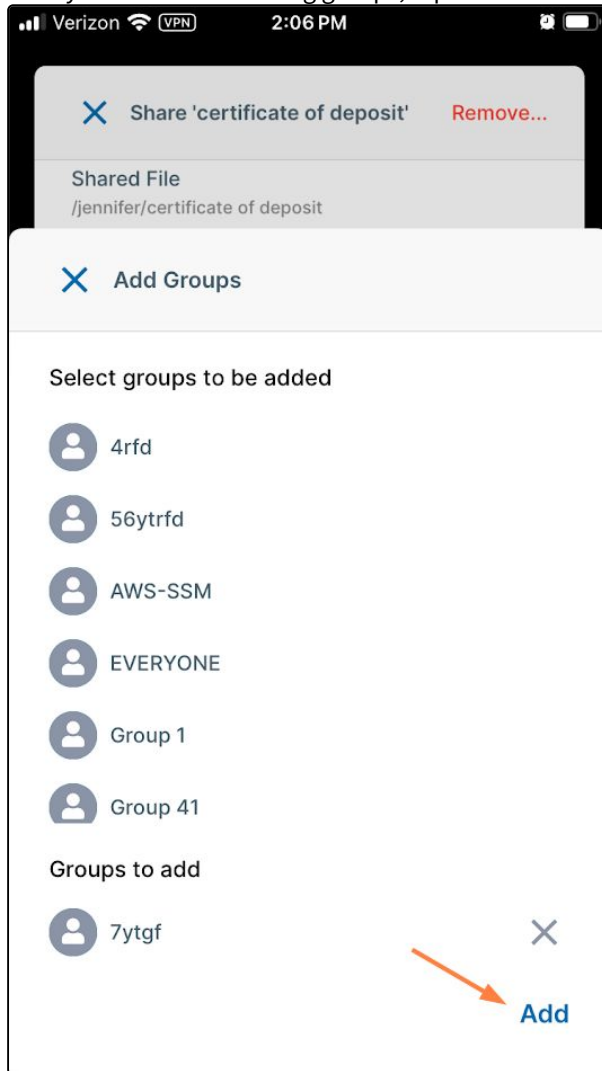 Verizon VPN 2:06 PM
Share 'certificate of deposit' Remove...
Shared File
/jennifer/certificate of deposit
Add Groups
Select groups to be added
4rfd
56ytrfd
AWS-SSM
EVERYONE
Group 1
Group 41
Groups to add
7ytgf
Add